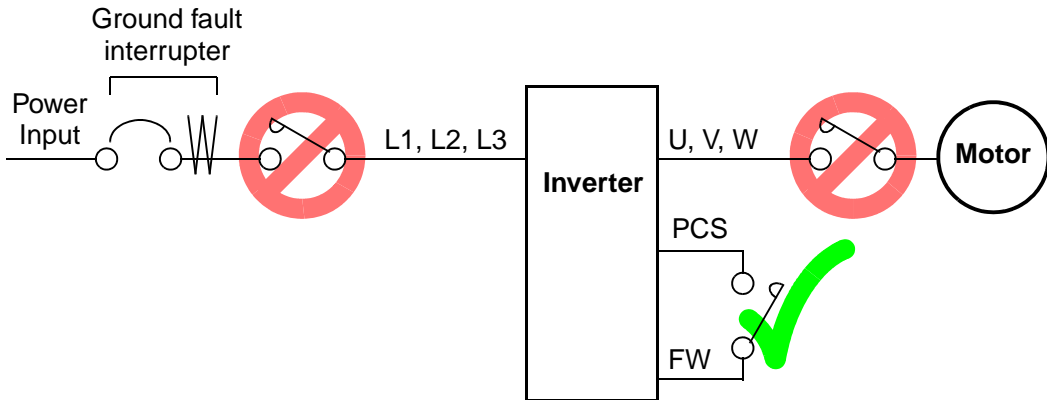 Ground fault
interrupter
Power
Input
L1, L2, L3
Inverter
U, V, W
Motor
PCS
FW